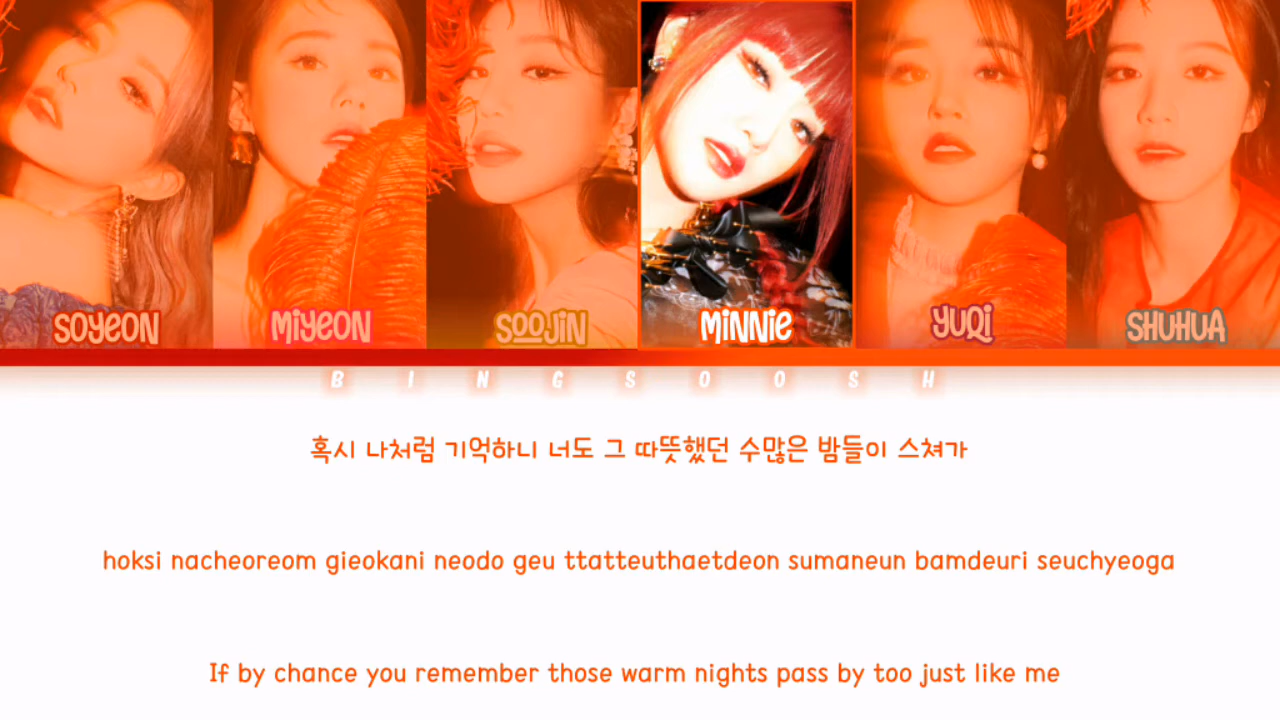 SOYEON MIYEON SOOJIN MINNIE YUQI SHUHUA
BINGSOOSH
혹시 나처럼 기억하니 너도 그 따뜻했던 수많은 밤들이 스쳐가
hoksi nacheoreom gieokani neodo geu ttatteuthaetdeon sumaneun bamdeuri seuchyeoga
If by chance you remember those warm nights pass by too just like me